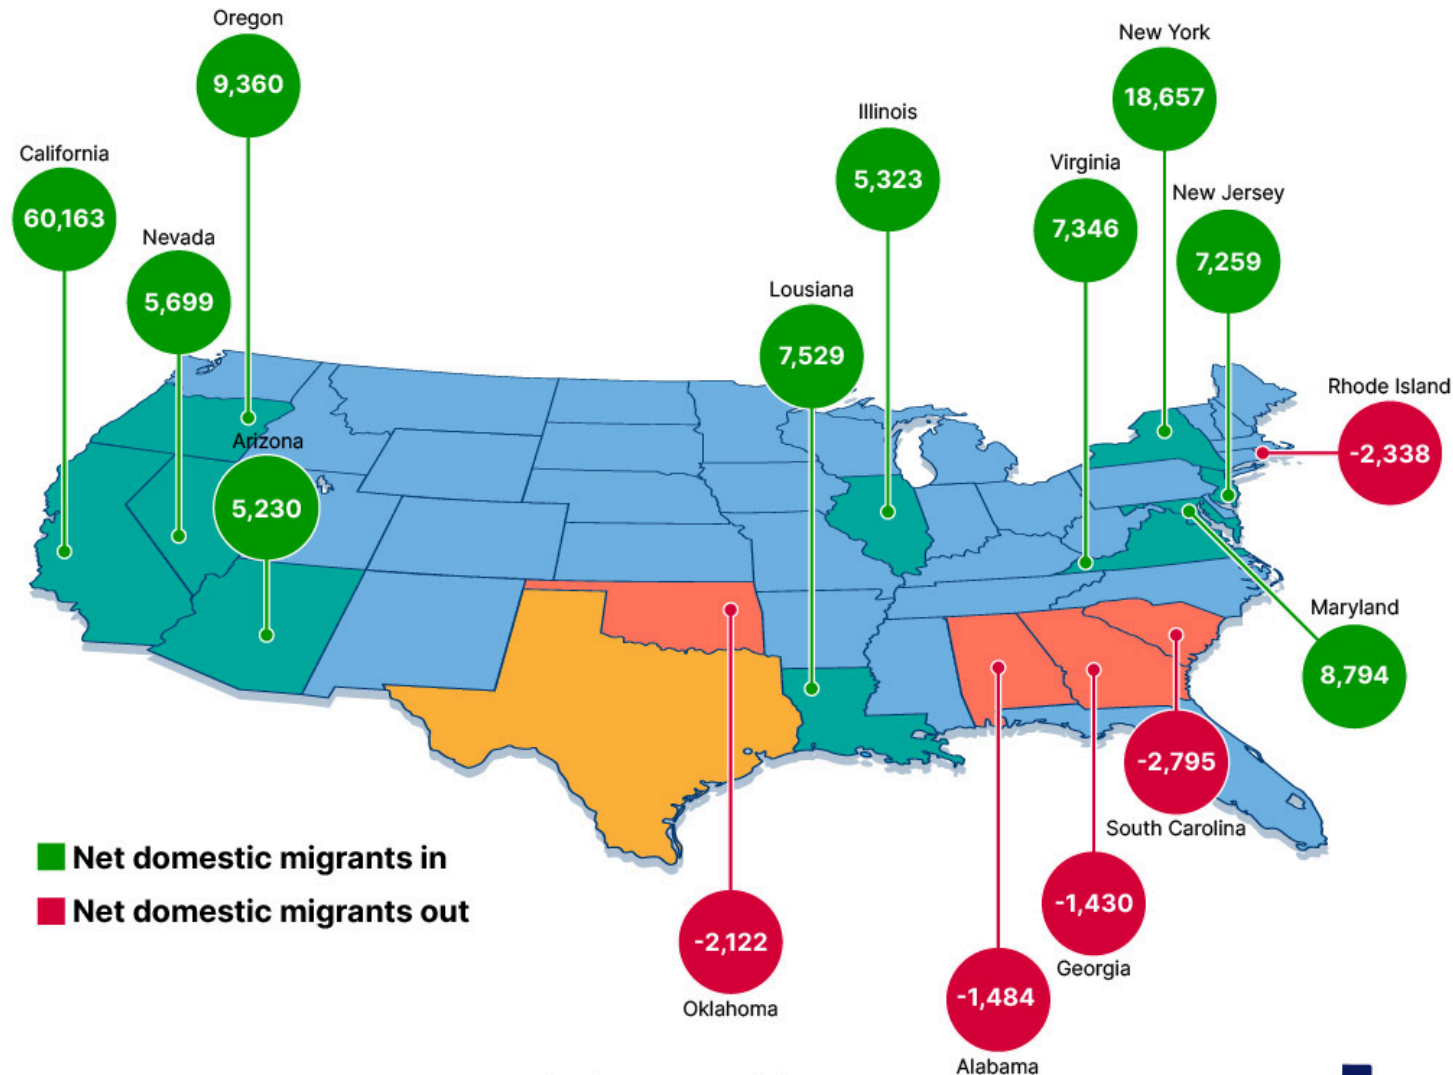 Oregon
9,360
New York
18,657
Illinois
5,323
California
60,163
Virginia
7,346
New Jersey
7,259
Nevada
5,699
Lousiana
7,529
Rhode Island
-2,338
Arizona
5,230
Maryland
8,794
-2,795
South Carolina
Net domestic migrants in
Net domestic migrants out
-1,430
Georgia
-2,122
Oklahoma
-1,484
Alabama